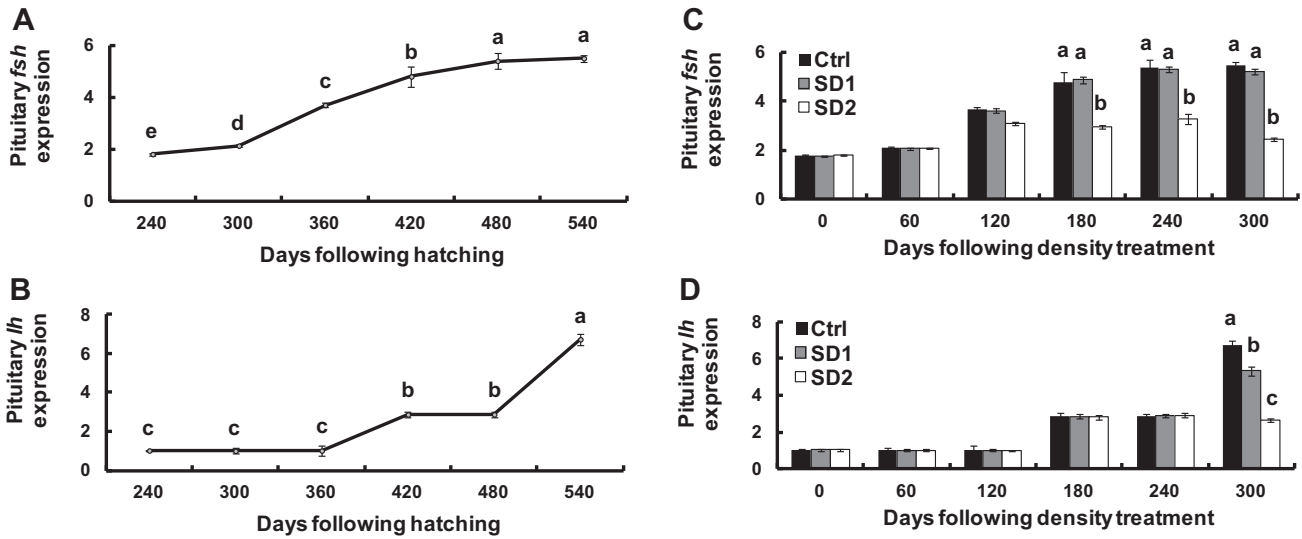 A
Pituitary fsh
expression
6
4
2
0
e
d
c
b
a
a
240 300 360 420 480 540
Days following hatching
B
Pituitary lh
expression
8
6
4
2
0
c
c
c
b
b
a
240 300 360 420 480 540
Days following hatching
C
Pituitary fsh
expression
6
4
2
0
Ctrl
SD1
SD2
a a
b
a a
b
a a
b
0 60 120 180 240 300
Days following density treatment
D
Pituitary lh
expression
8
6
4
2
0
Ctrl
SD1
SD2
a
b
c
0 60 120 180 240 300
Days following density treatment